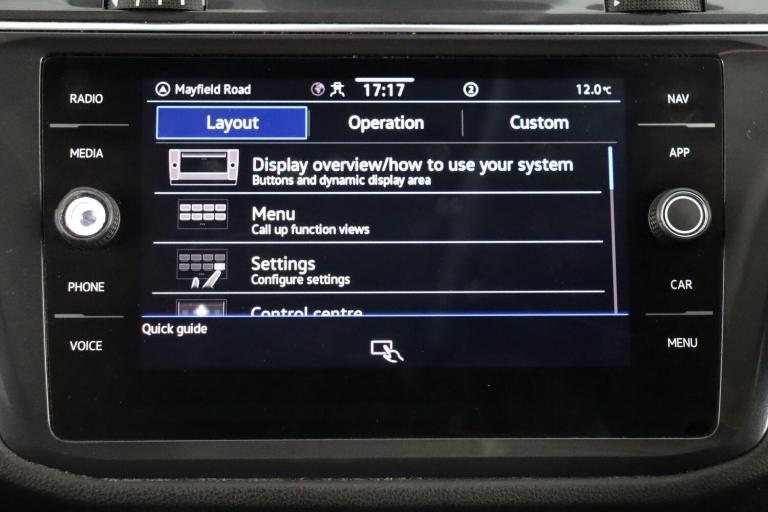 Mayfield Road 17:17 2 12.0°C
RADIO
MEDIA
PHONE
VOICE
Layout Operation Custom
Display overview/how to use your system
Buttons and dynamic display area
Menu
Call up function views
Settings
Configure settings
Control centre
Quick guide
NAV
APP
CAR
MENU